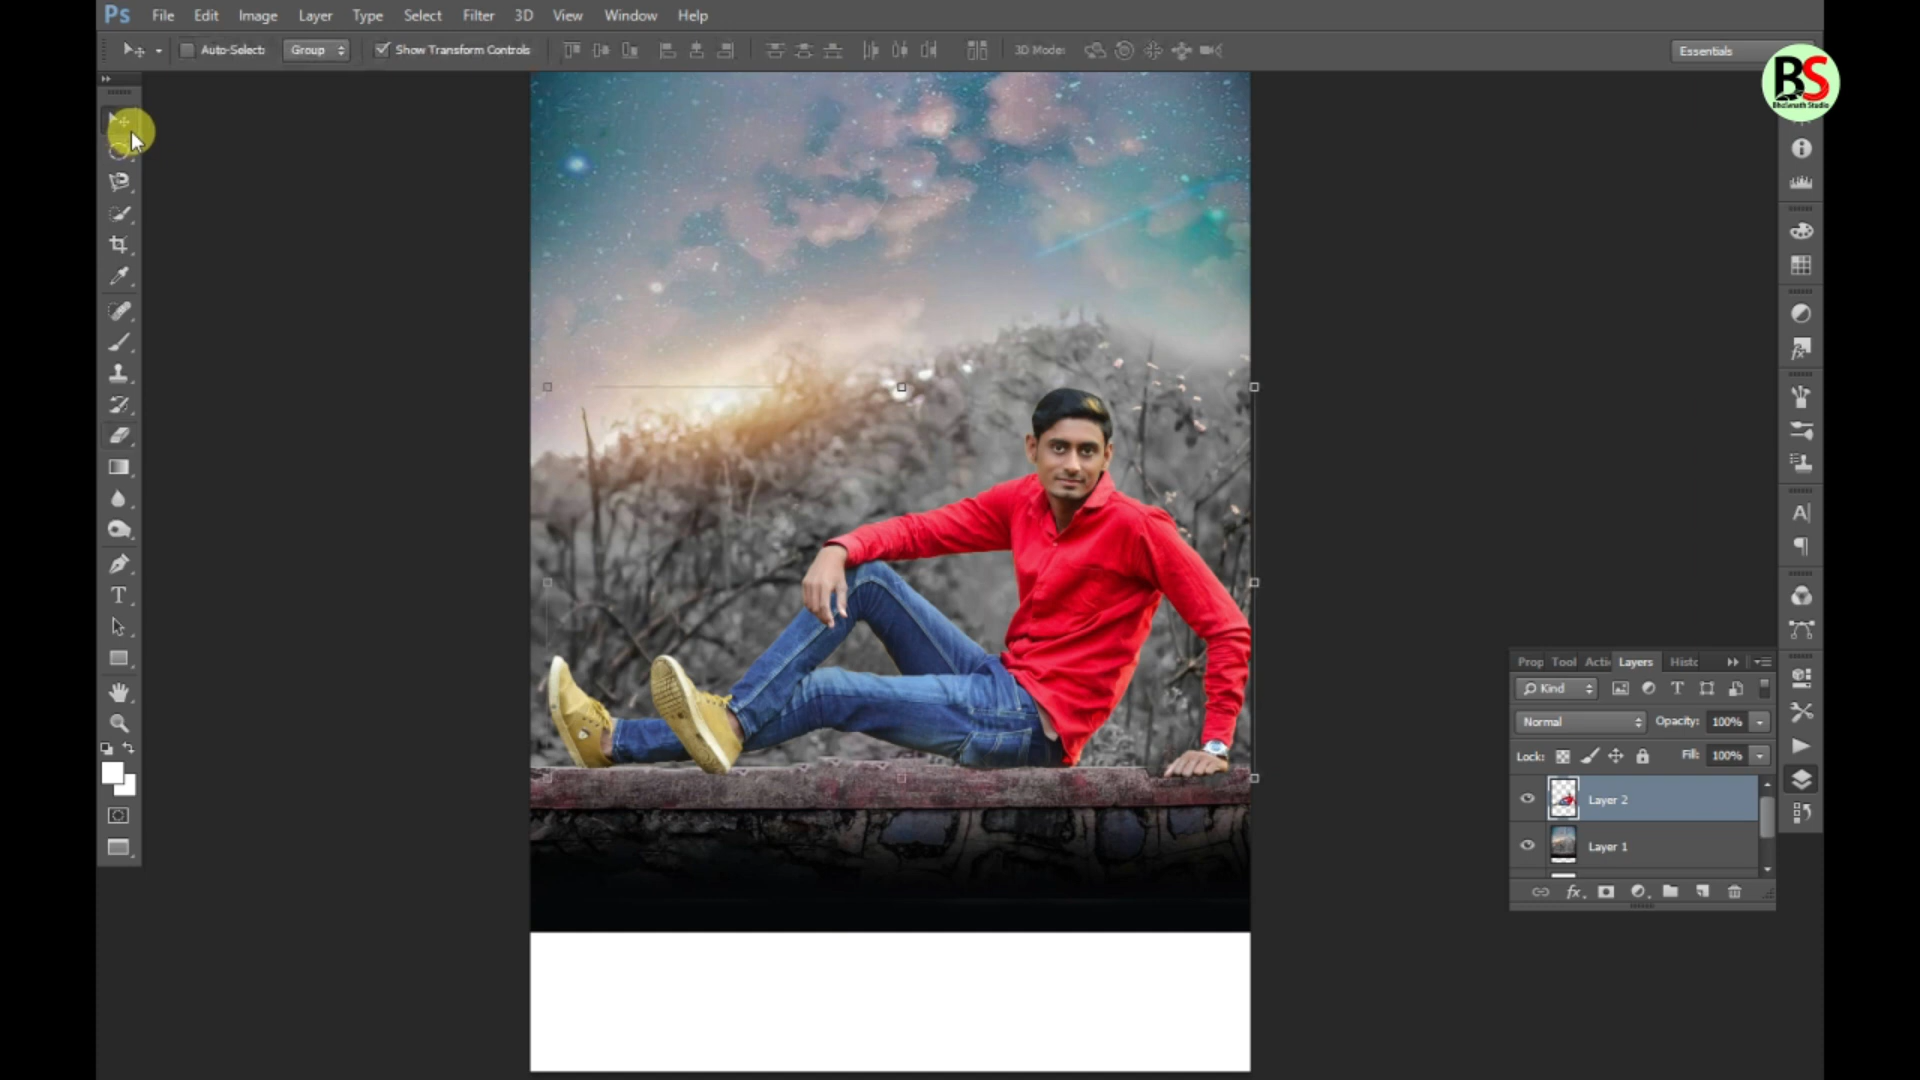 Ps File Edit Image Layer Type Select Filter 3D View Window Help
Auto-Select: Group Show Transform Controls 3D Mode: Essentials
BS
Bholenath Studio
Prop Tool Acti Layers Histo
Kind
Normal Opacity: 100%
Lock: Fill: 100%
Layer 2
Layer 1